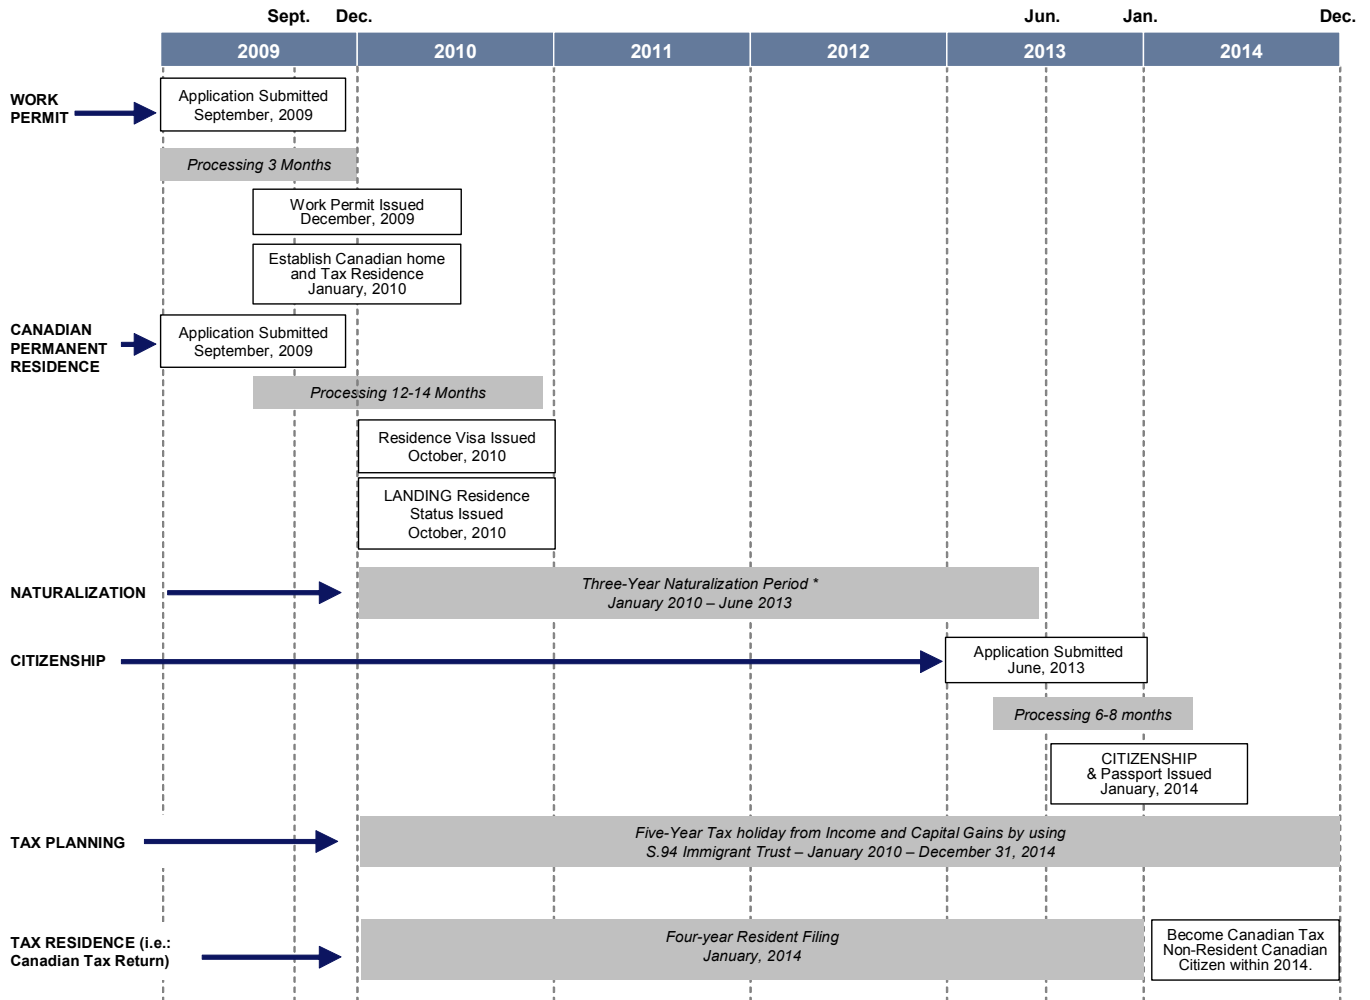 Sept. Dec. Jun. Jan. Dec.
2009 2010 2011 2012 2013 2014
WORK
PERMIT
Application Submitted
September, 2009
Processing 3 Months
Work Permit Issued
December, 2009
Establish Canadian home
and Tax Residence
January, 2010
CANADIAN
PERMANENT
RESIDENCE
Application Submitted
September, 2009
Processing 12-14 Months
Residence Visa Issued
October, 2010
LANDING Residence
Status Issued
October, 2010
NATURALIZATION
Three-Year Naturalization Period *
January 2010 – June 2013
CITIZENSHIP
Application Submitted
June, 2013
Processing 6-8 months
CITIZENSHIP
& Passport Issued
January, 2014
TAX PLANNING
Five-Year Tax holiday from Income and Capital Gains by using
S.94 Immigrant Trust – January 2010 – December 31, 2014
TAX RESIDENCE (i.e.:
Canadian Tax Return)
Four-year Resident Filing
January, 2014
Become Canadian Tax
Non-Resident Canadian
Citizen within 2014.